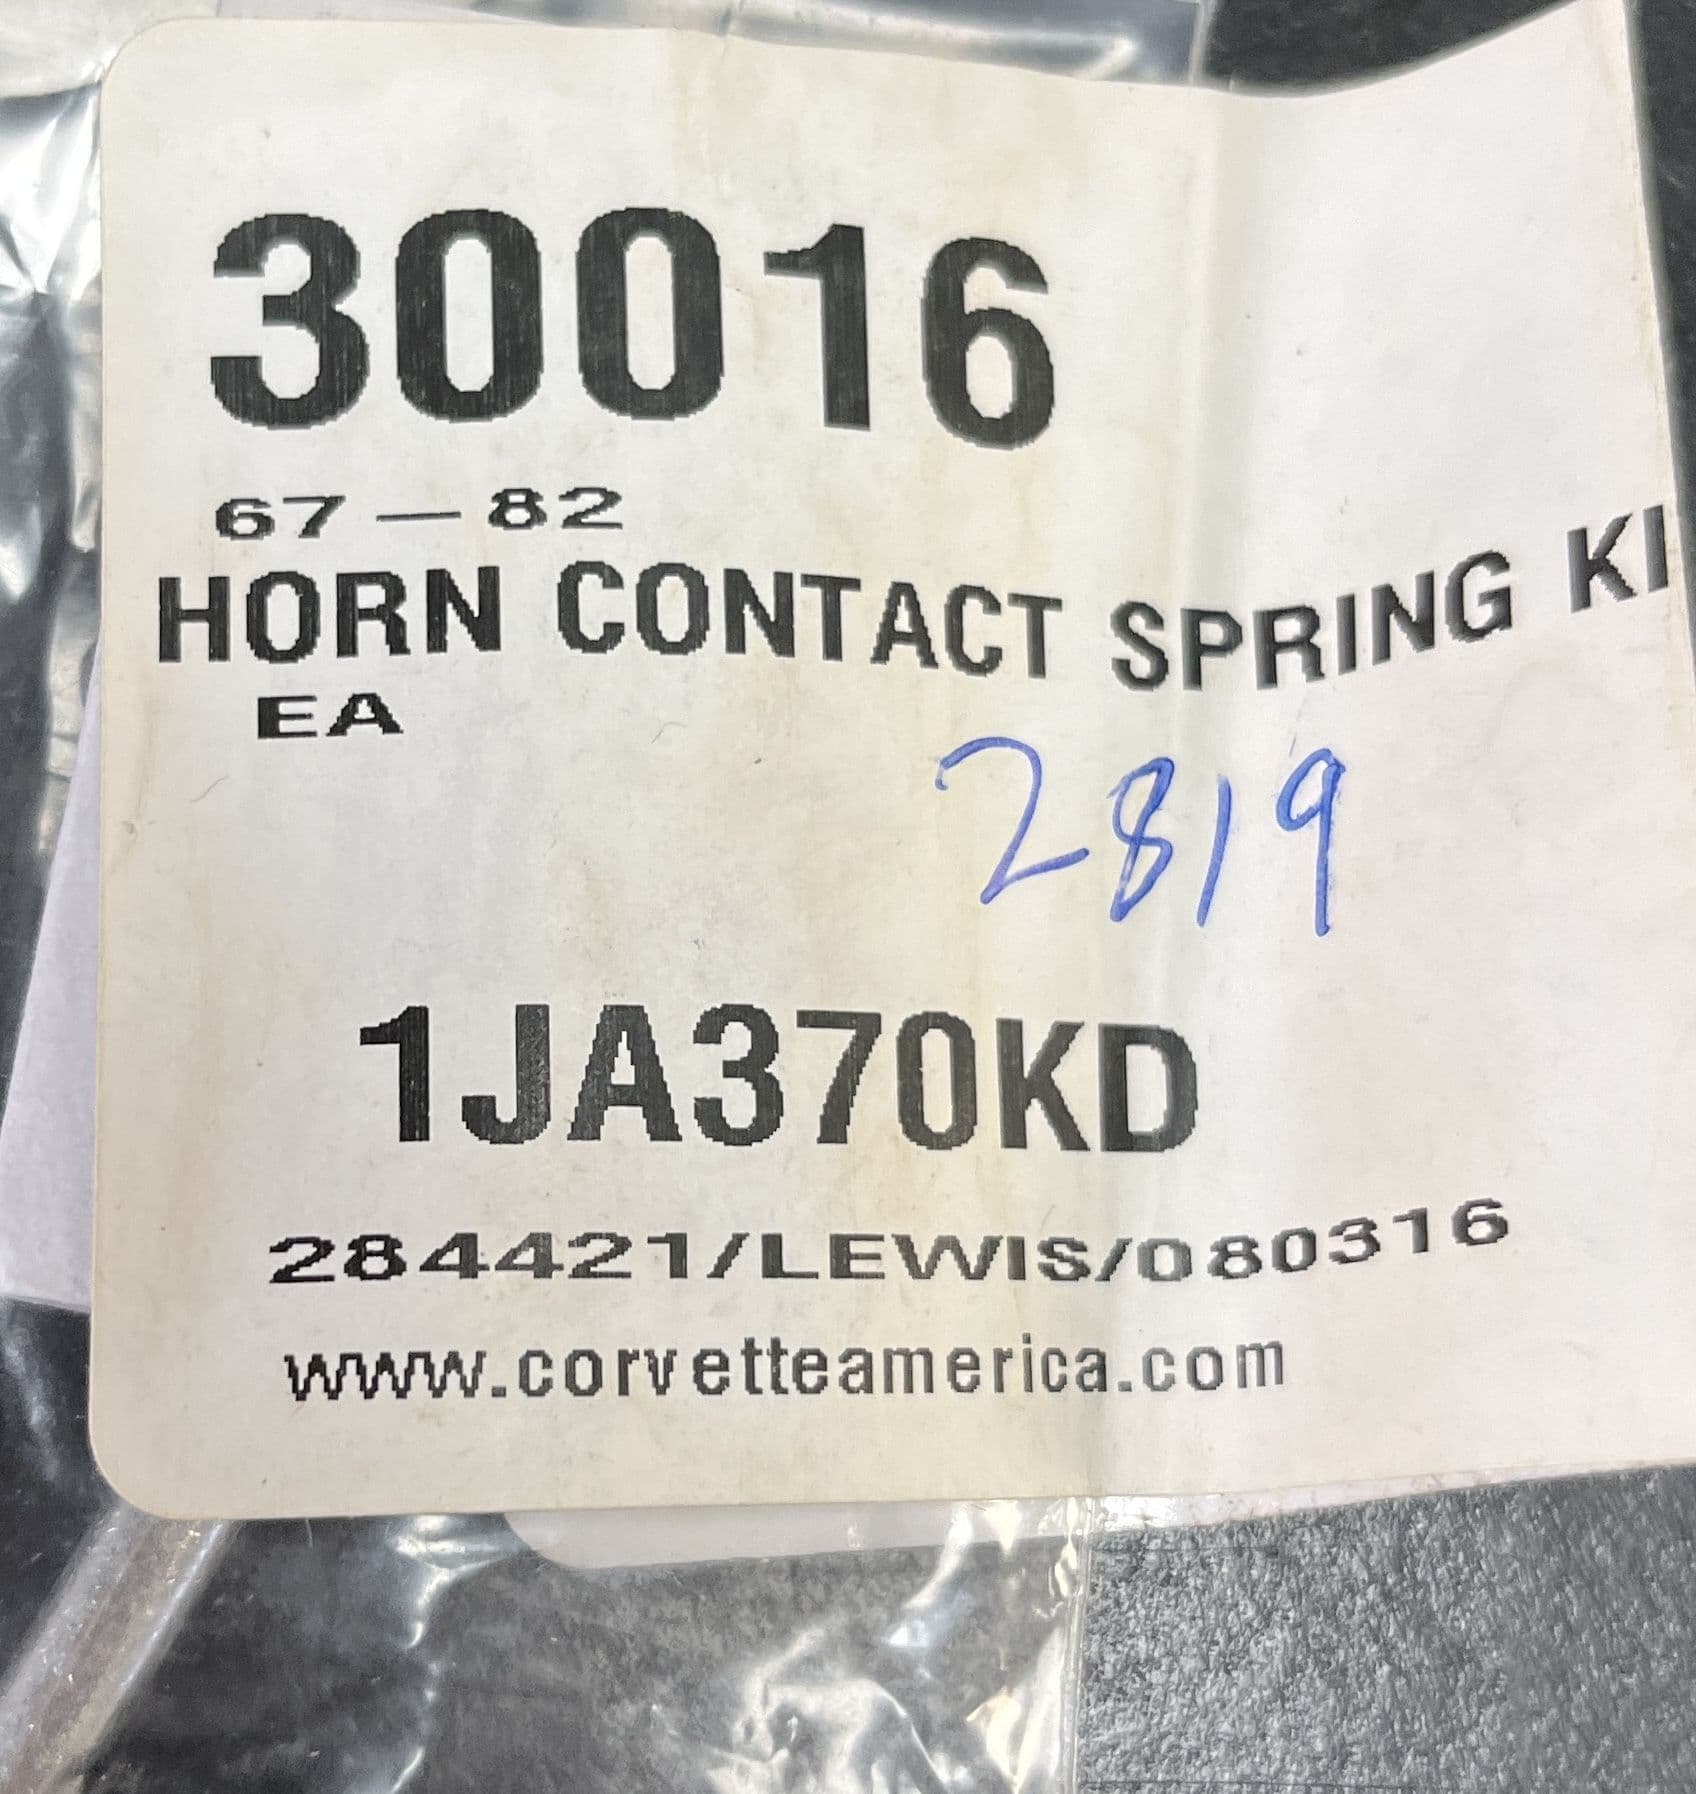 30016
67-82
HORN CONTACT SPRING KI
EA
2819
1JA370KD
284421/LEWIS/080316
www.corvetteamerica.com